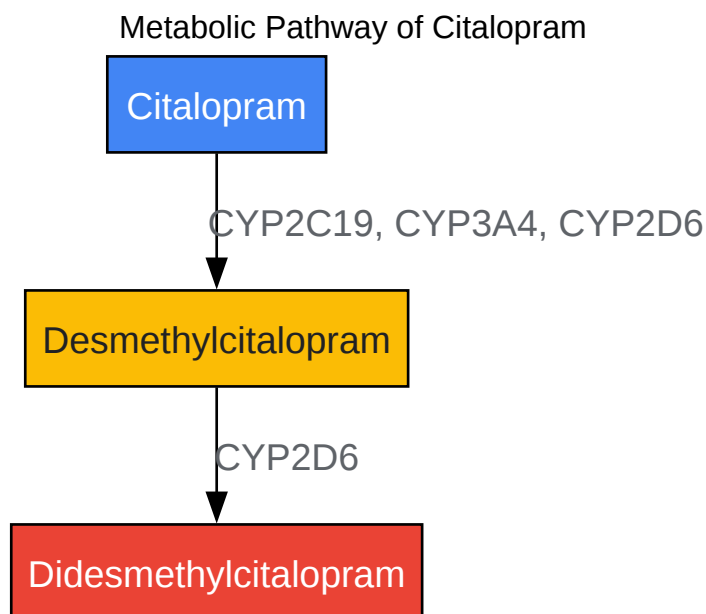 Metabolic Pathway of Citalopram
Citalopram
CYP2C19, CYP3A4, CYP2D6
Desmethylcitalopram
CYP2D6
Didesmethylcitalopram